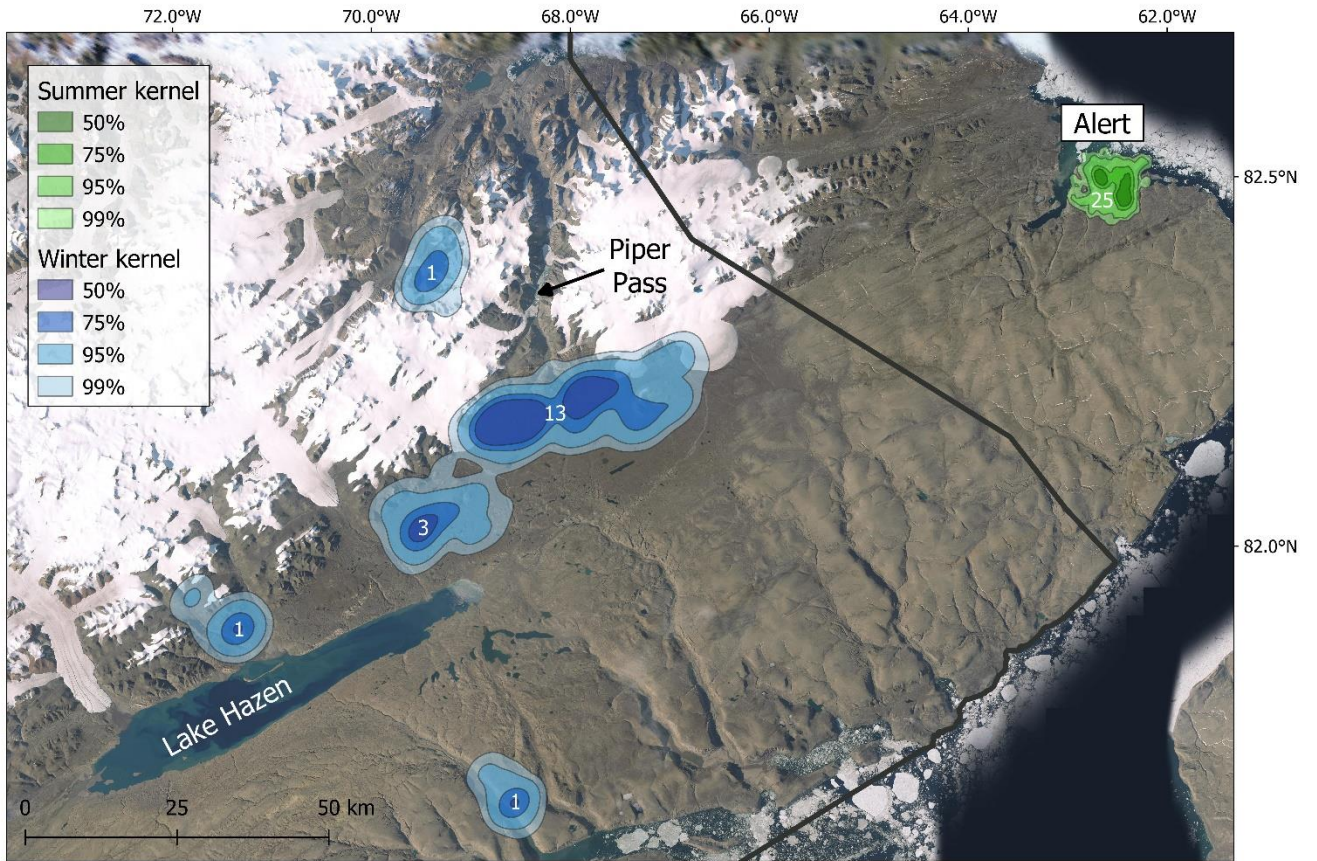 72.0°W
70.0°W
68.0°W
66.0°W
64.0°W
62.0°W
Summer kernel
50%
75%
95%
99%
Winter kernel
50%
75%
95%
99%
Alert
82.5°N
25
1
Piper
Pass
13
3
82.0°N
1
Lake Hazen
1
0
25
50 km